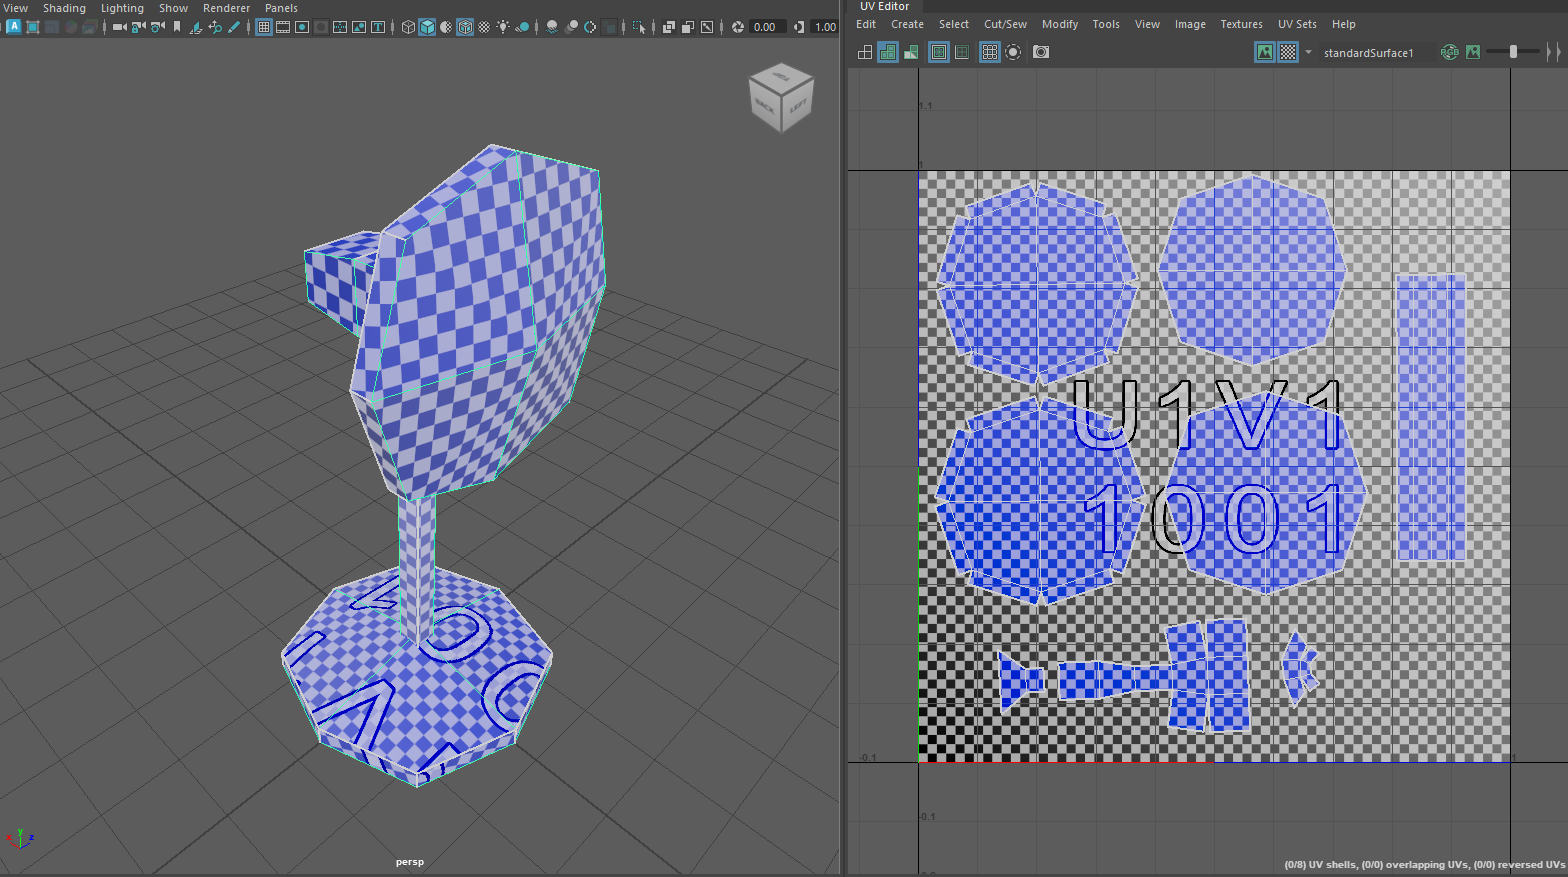 UV Editor
View Shading Lighting Show Renderer Panels
Edit Create Select Cut/Sew Modify Tools View Image Textures UV Sets Help
A 0.00 1.00
standardSurface1 RGB
BACK LEFT
1.1
1
U1V1
1001
-0.1 1
-0.1
x y z
persp
(0/8) UV shells, (0/0) overlapping UVs, (0/0) reversed UVs